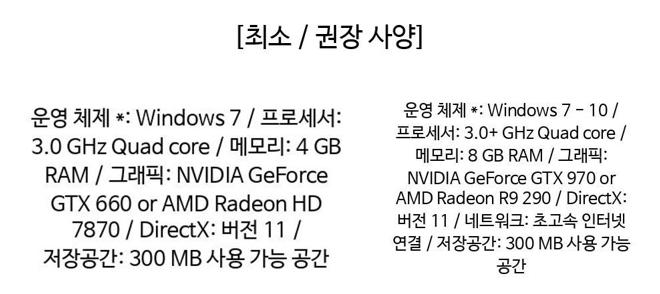 [최소 / 권장 사양]
운영 체제 *: Windows 7 / 프로세서:
3.0 GHz Quad core / 메모리: 4 GB
RAM / 그래픽: NVIDIA GeForce
GTX 660 or AMD Radeon HD
7870 / DirectX: 버전 11 /
저장공간: 300 MB 사용 가능 공간
운영 체제 *: Windows 7 - 10 /
프로세서: 3.0+ GHz Quad core /
메모리: 8 GB RAM / 그래픽:
NVIDIA GeForce GTX 970 or
AMD Radeon R9 290 / DirectX:
버전 11 / 네트워크: 초고속 인터넷
연결 / 저장공간: 300 MB 사용 가능
공간